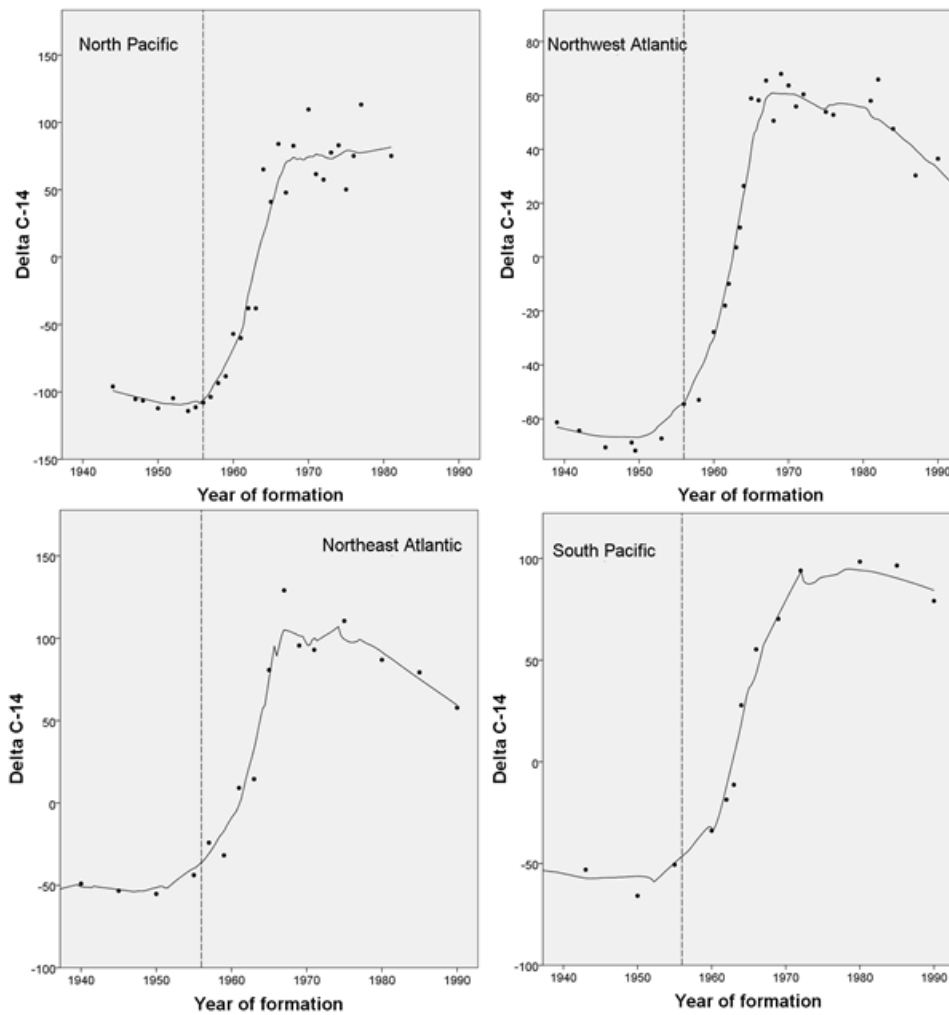 North Pacific
Delta C-14
150
100
50
0
-50
-100
-150
1940 1950 1960 1970 1980 1990
Year of formation
Northwest Atlantic
Delta C-14
80
60
40
20
0
-20
-40
-60
1940 1950 1960 1970 1980 1990
Year of formation
Northeast Atlantic
Delta C-14
150
100
50
0
-50
-100
1940 1950 1960 1970 1980 1990
Year of formation
South Pacific
Delta C-14
100
50
0
-50
-100
1940 1950 1960 1970 1980 1990
Year of formation